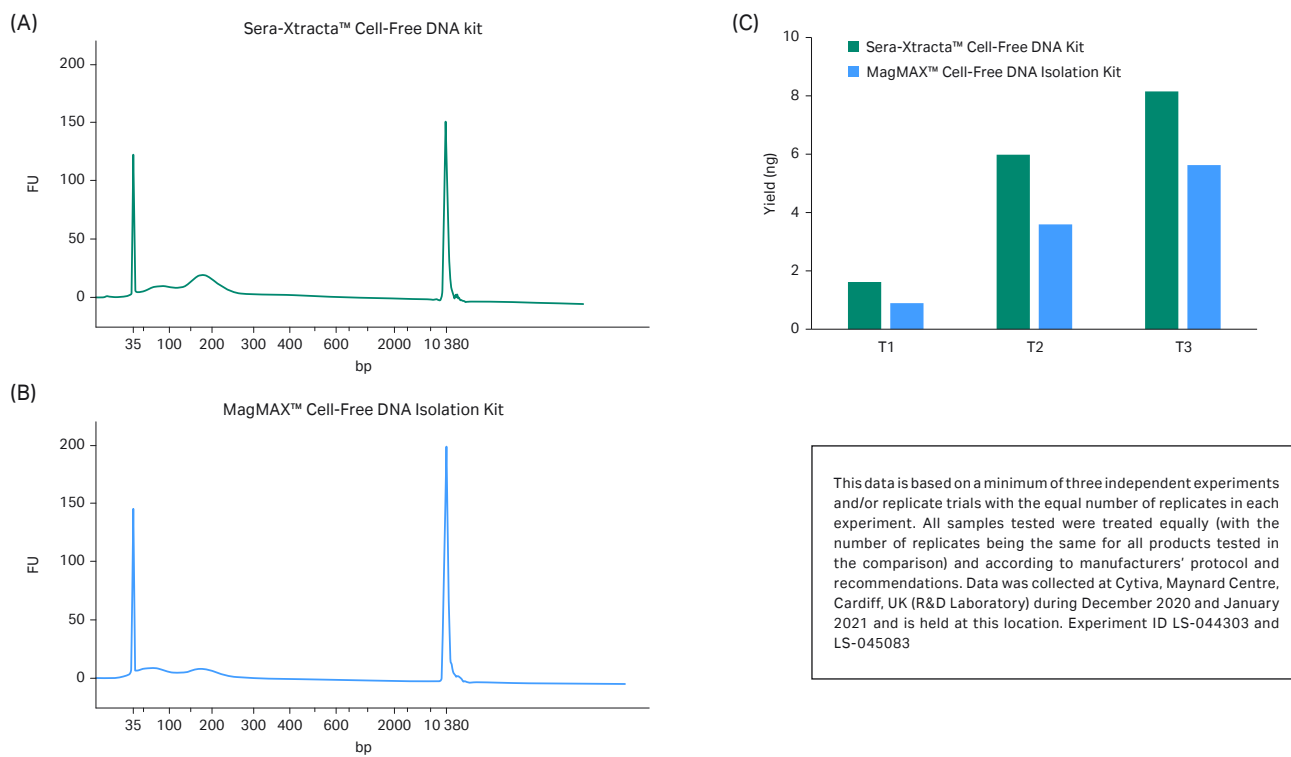 (A)
Sera-Xtracta™ Cell-Free DNA kit
200
150
100
50
0
FU
35 100 200 300 400 600 2000 10 380
bp
(B)
MagMAX™ Cell-Free DNA Isolation Kit
200
150
100
50
0
FU
35 100 200 300 400 600 2000 10 380
bp
(C)
Sera-Xtracta™ Cell-Free DNA Kit
MagMAX™ Cell-Free DNA Isolation Kit
10
8
6
4
2
0
Yield (ng)
T1 T2 T3
This data is based on a minimum of three independent experiments
and/or replicate trials with the equal number of replicates in each
experiment. All samples tested were treated equally (with the
number of replicates being the same for all products tested in
the comparison) and according to manufacturers' protocol and
recommendations. Data was collected at Cytiva, Maynard Centre,
Cardiff, UK (R&D Laboratory) during December 2020 and January
2021 and is held at this location. Experiment ID LS-044303 and
LS-045083